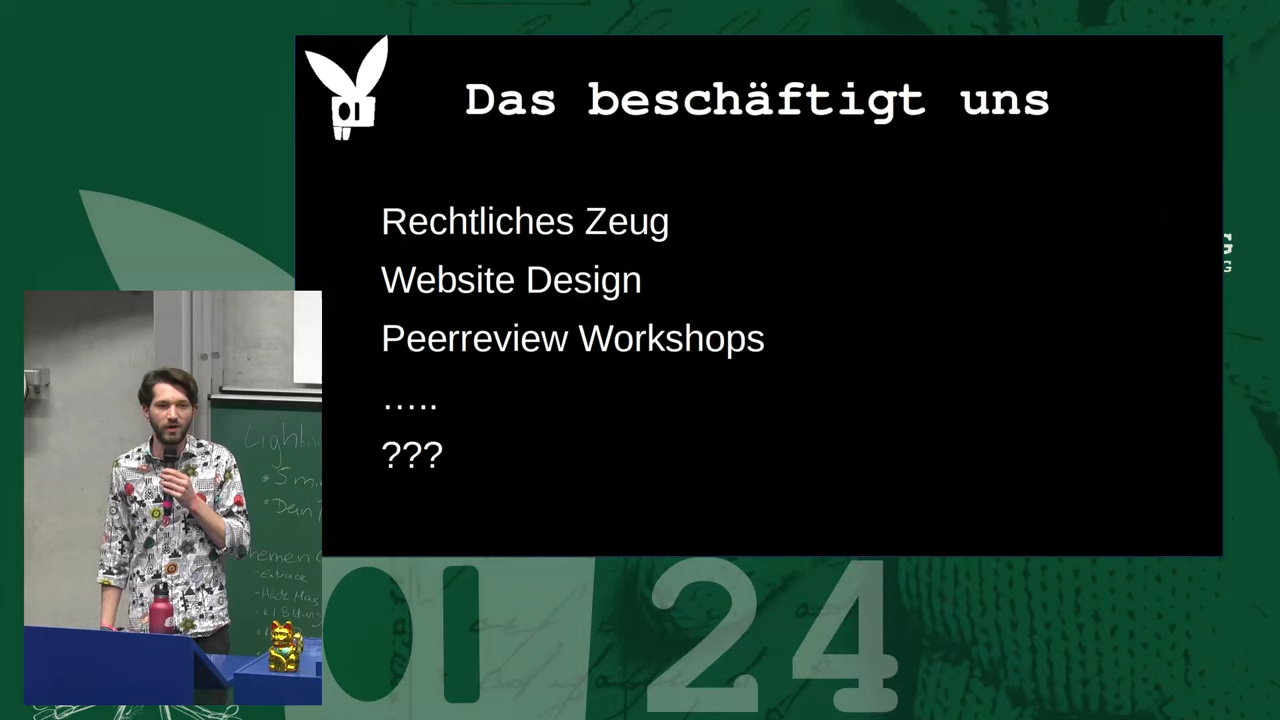 Das beschäftigt uns
Rechtliches Zeug
Website Design
Peerreview Workshops
.....
???
G
G
24